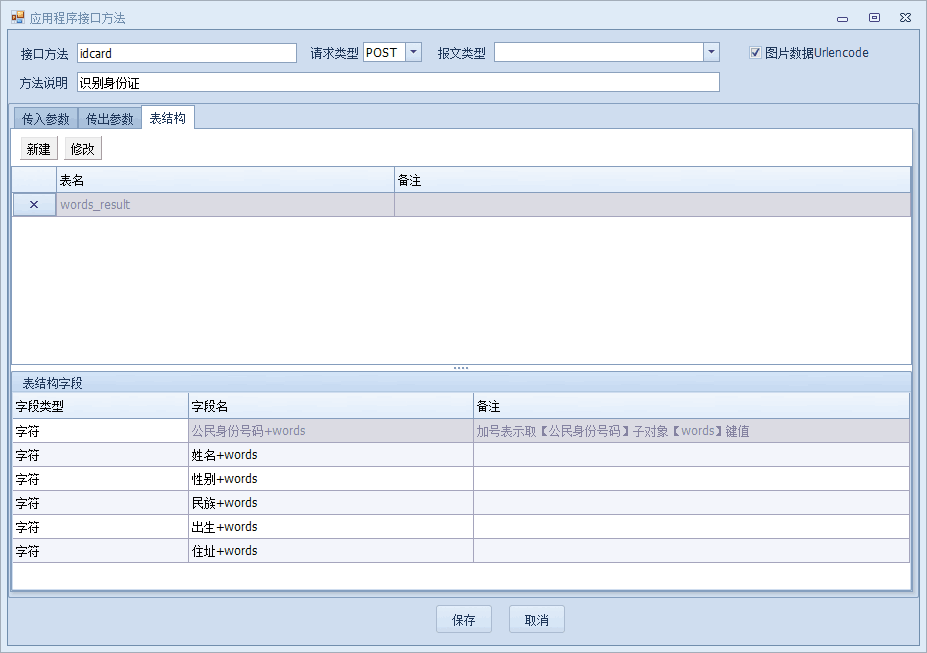 应用程序接口方法
接口方法 idcard 请求类型 POST 报文类型 图片数据Urlencode
方法说明 识别身份证
传入参数 传出参数 表结构
新建 修改
表名 备注
words_result
表结构字段
字段类型 字段名 备注
字符 公民身份号码+words 加号表示取【公民身份号码】子对象【words】键值
字符 姓名+words
字符 性别+words
字符 民族+words
字符 出生+words
字符 住址+words
保存 取消